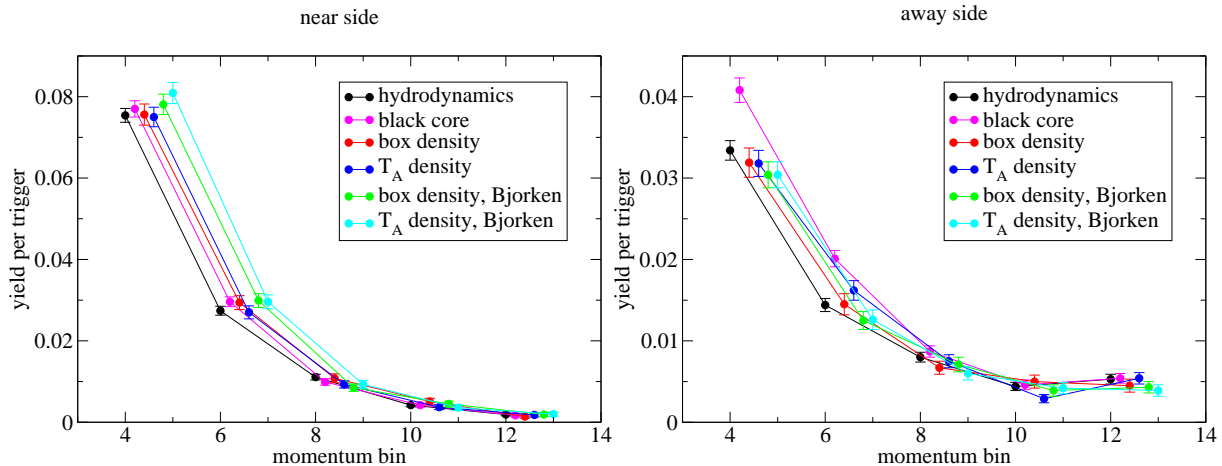 near side
yield per trigger
0.08
0.06
0.04
0.02
0
4 6 8 10 12 14
momentum bin
hydrodynamics
black core
box density
T_A density
box density, Bjorken
T_A density, Bjorken
away side
yield per trigger
0.04
0.03
0.02
0.01
0
4 6 8 10 12 14
momentum bin
hydrodynamics
black core
box density
T_A density
box density, Bjorken
T_A density, Bjorken